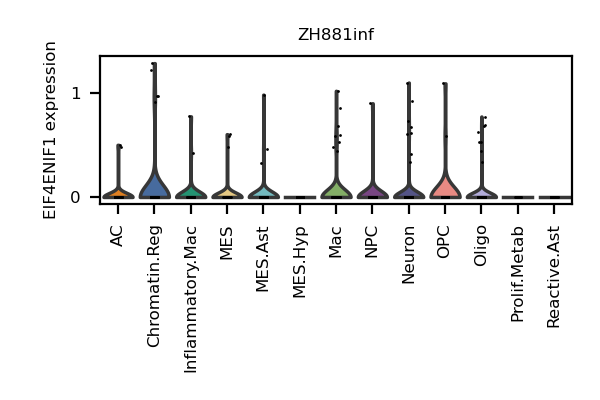 ZH881inf
EIF4ENIF1 expression
1
0
AC
Chromatin.Reg
Inflammatory.Mac
MES
MES.Ast
MES.Hyp
Mac
NPC
Neuron
OPC
Oligo
Prolif.Metab
Reactive.Ast